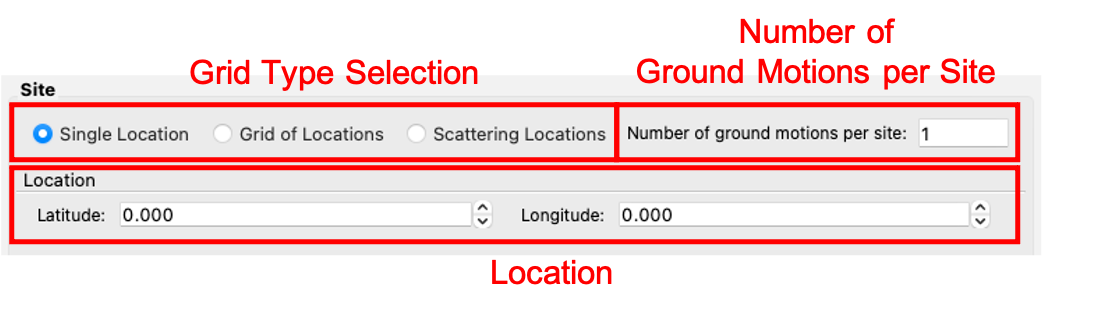 Number of
Grid Type Selection Ground Motions per Site
Site
Single Location Grid of Locations Scattering Locations Number of ground motions per site: 1
Location
Latitude: 0.000 Longitude: 0.000
Location